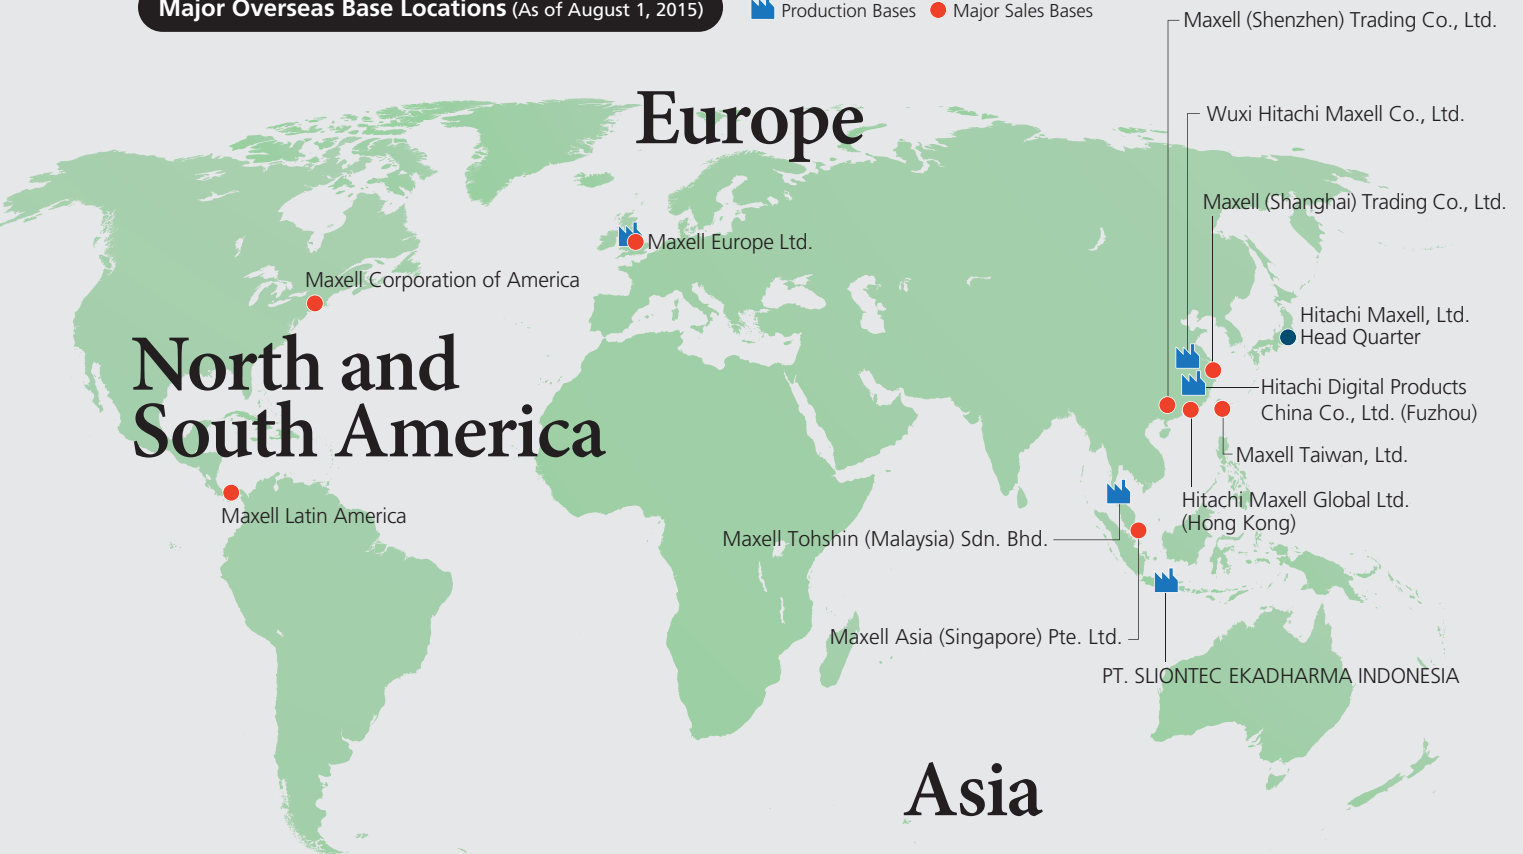 Major Overseas Base Locations (As of August 1, 2015)
Production Bases
Major Sales Bases
Maxell (Shenzhen) Trading Co., Ltd.
Europe
Wuxi Hitachi Maxell Co., Ltd.
Maxell (Shanghai) Trading Co., Ltd.
Maxell Europe Ltd.
Maxell Corporation of America
Hitachi Maxell, Ltd.
Head Quarter
North and
South America
Hitachi Digital Products
China Co., Ltd. (Fuzhou)
Maxell Taiwan, Ltd.
Hitachi Maxell Global Ltd.
(Hong Kong)
Maxell Latin America
Maxell Tohshin (Malaysia) Sdn. Bhd.
Maxell Asia (Singapore) Pte. Ltd.
PT. SLIONTEC EKADHARMA INDONESIA
Asia